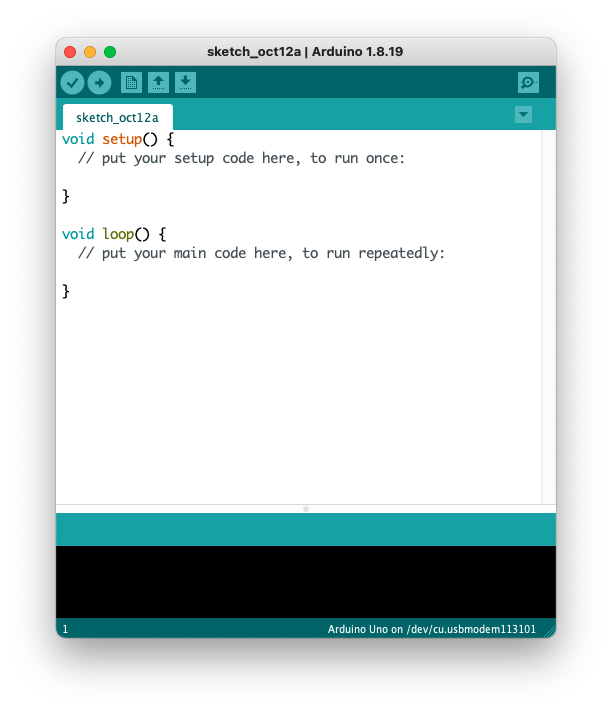 sketch_oct12a | Arduino 1.8.19
sketch_oct12a
void setup() {
  // put your setup code here, to run once:
}
void loop() {
  // put your main code here, to run repeatedly:
}
1
Arduino Uno on /dev/cu.usbmodem113101